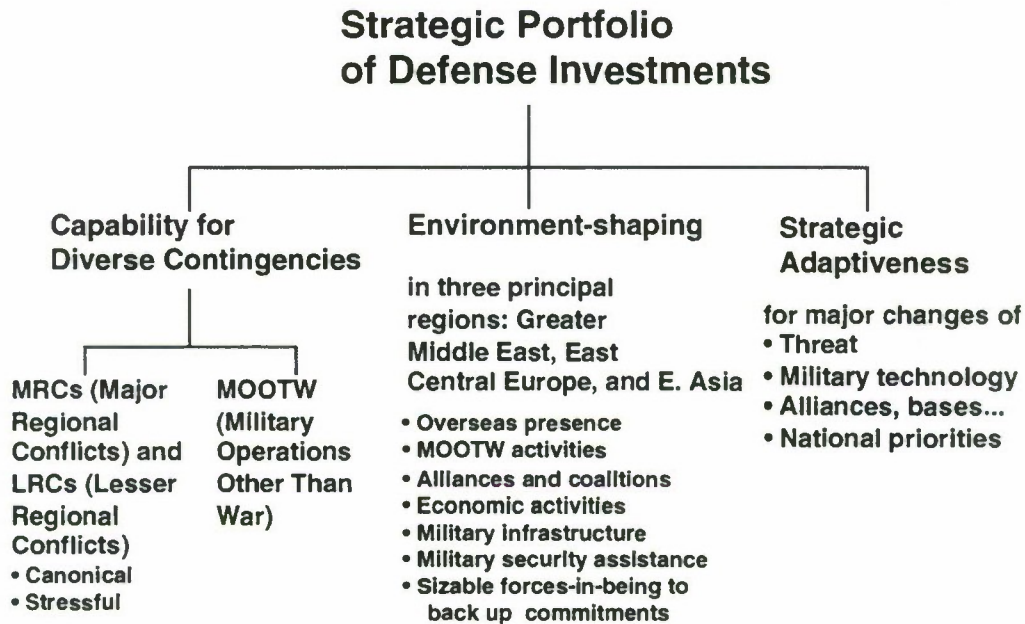 Strategic Portfolio
of Defense Investments
Capability for
Diverse Contingencies
MRCs (Major
Regional
Conflicts) and
LRCs (Lesser
Regional
Conflicts)
• Canonical
• Stressful
MOOTW
(Military
Operations
Other Than
War)
Environment-shaping
in three principal
regions: Greater
Middle East, East
Central Europe, and E. Asia
• Overseas presence
• MOOTW activities
• Alliances and coalitions
• Economic activities
• Military infrastructure
• Military security assistance
• Sizable forces-in-being to
back up commitments
Strategic
Adaptiveness
for major changes of
• Threat
• Military technology
• Alliances, bases...
• National priorities